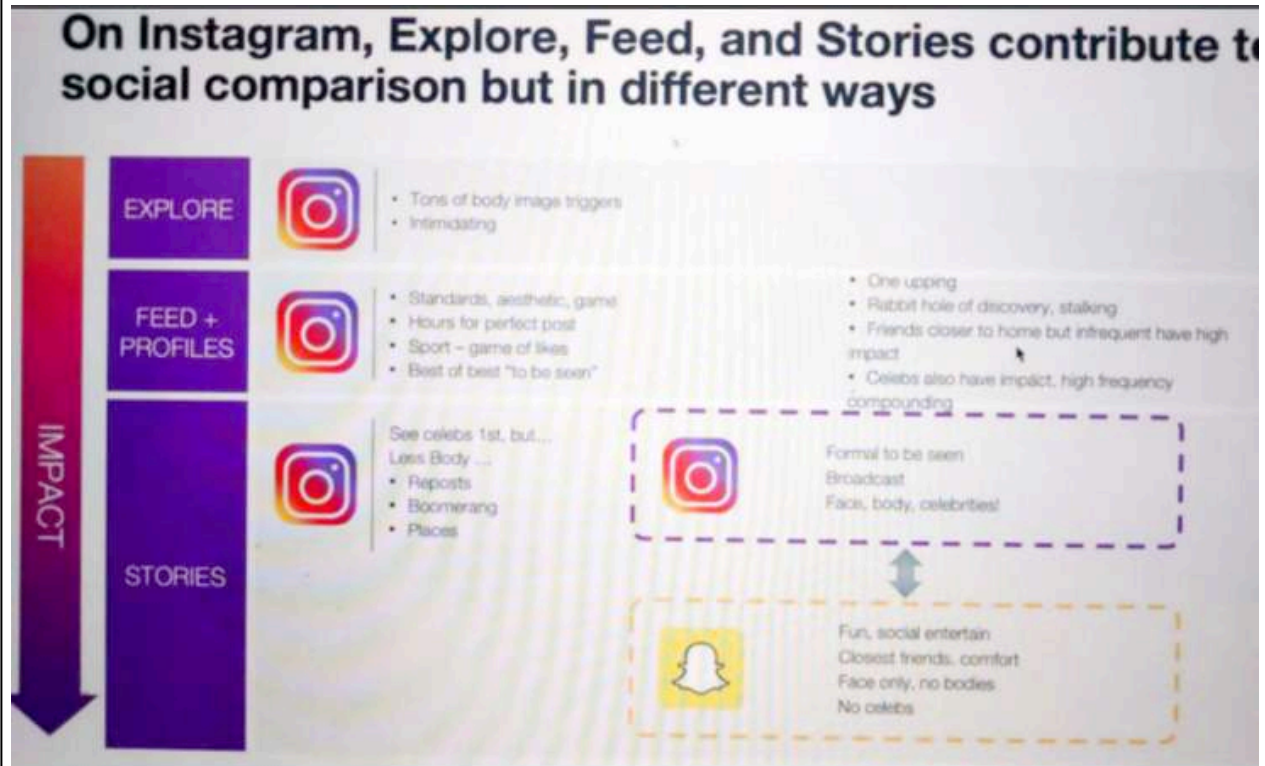 On Instagram, Explore, Feed, and Stories contribute t
social comparison but in different ways
IMPACT
EXPLORE
• Tons of body image triggers
• Intimidating
FEED +
PROFILES
• Standards, aesthetic, game
• Hours for perfect post
• Sport – game of likes
• Best of best "to be seen"
• One upping
• Rabbit hole of discovery, stalking
• Friends closer to home but infrequent have high
impact
• Celebs also have impact, high frequency
compounding
STORIES
See celebs 1st, but...
Less Body ...
• Reposts
• Boomerang
• Places
Formal to be seen
Broadcast
Face, body, celebrities!
Fun, social entertain
Closest friends, comfort
Face only, no bodies
No celebs